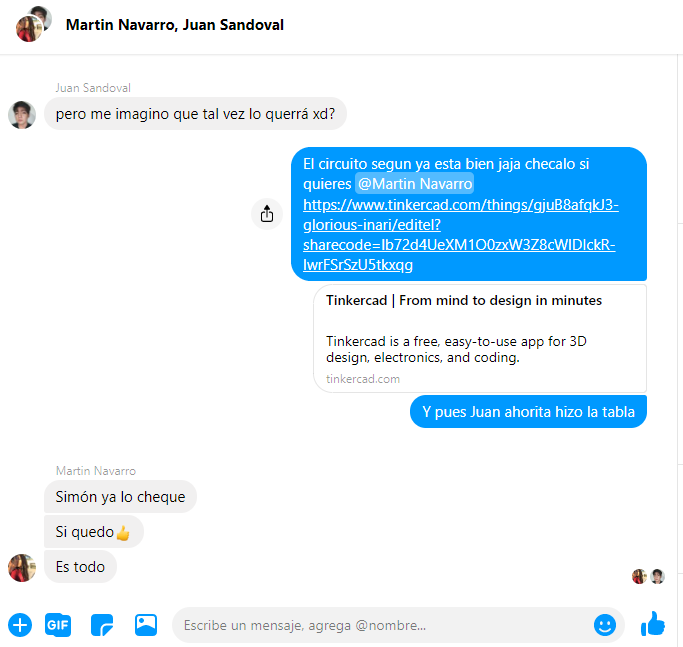 Martin Navarro, Juan Sandoval
Juan Sandoval
pero me imagino que tal vez lo querrá xd?
El circuito segun ya esta bien jaja checalo si
quieres @Martin Navarro
https://www.tinkercad.com/things/gjuB8afqkJ3-
glorious-inari/editel?
sharecode=Ib72d4UeXM1O0zxW3Z8cWIDIckR-
IwrFSrSzU5tkxqg
Tinkercad | From mind to design in minutes
Tinkercad is a free, easy-to-use app for 3D
design, electronics, and coding.
tinkercad.com
Y pues Juan ahorita hizo la tabla
Martin Navarro
Simón ya lo cheque
Si quedo👍
Es todo
GIF
Escribe un mensaje, agrega @nombre...